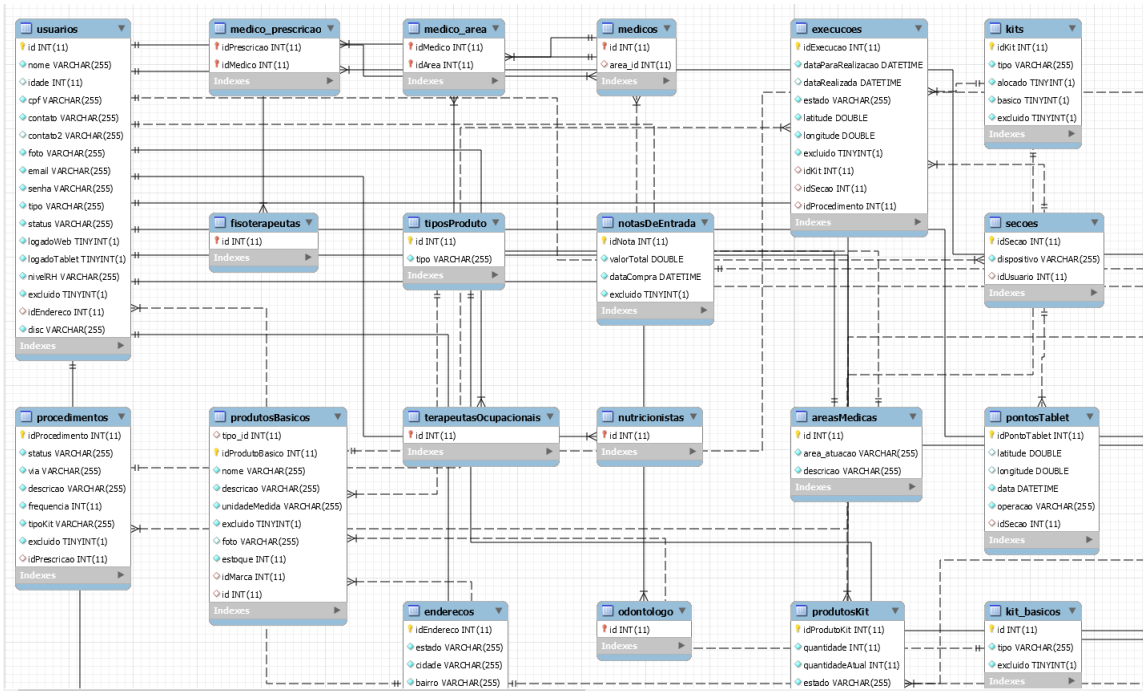 usuarios
id INT(11)
nome VARCHAR(255)
idade INT(11)
cpf VARCHAR(255)
contato VARCHAR(255)
contato2 VARCHAR(255)
foto VARCHAR(255)
email VARCHAR(255)
senha VARCHAR(255)
tipo VARCHAR(255)
status VARCHAR(255)
logadoWeb TINYINT(1)
logadoTablet TINYINT(1)
nivelRH VARCHAR(255)
excluido TINYINT(1)
idEndereco INT(11)
disc VARCHAR(255)
Indexes
medico_prescricao
idPrescricao INT(11)
idMedico INT(11)
Indexes
medico_area
idMedico INT(11)
idArea INT(11)
Indexes
medicos
id INT(11)
area_id INT(11)
Indexes
execucoes
idExecucao INT(11)
dataParaRealizacao DATETIME
dataRealizada DATETIME
estado VARCHAR(255)
latitude DOUBLE
longitude DOUBLE
excluido TINYINT(1)
idKit INT(11)
idSecao INT(11)
idProcedimento INT(11)
Indexes
kits
idKit INT(11)
tipo VARCHAR(255)
alocado TINYINT(1)
basico TINYINT(1)
excluido TINYINT(1)
Indexes
fisoterapeutas
id INT(11)
Indexes
tiposProduto
id INT(11)
tipo VARCHAR(255)
Indexes
notasDeEntrada
idNota INT(11)
valorTotal DOUBLE
dataCompra DATETIME
excluido TINYINT(1)
Indexes
secoes
idSecao INT(11)
dispositivo VARCHAR(255)
idUsuario INT(11)
Indexes
procedimentos
idProcedimento INT(11)
status VARCHAR(255)
via VARCHAR(255)
descricao VARCHAR(255)
frequencia INT(11)
tipoKit VARCHAR(255)
excluido TINYINT(1)
idPrescricao INT(11)
Indexes
produtosBasicos
tipo_id INT(11)
idProdutoBasico INT(11)
nome VARCHAR(255)
descricao VARCHAR(255)
unidadeMedida VARCHAR(255)
excluido TINYINT(1)
foto VARCHAR(255)
estoque INT(11)
idMarca INT(11)
id INT(11)
Indexes
terapeutasOcupacionais
id INT(11)
Indexes
nutricionistas
id INT(11)
Indexes
areasMedicas
id INT(11)
area_atuacao VARCHAR(255)
descricao VARCHAR(255)
Indexes
pontosTablet
idPontoTablet INT(11)
latitude DOUBLE
longitude DOUBLE
data DATETIME
operacao VARCHAR(255)
idSecao INT(11)
Indexes
enderecos
idEndereco INT(11)
estado VARCHAR(255)
cidade VARCHAR(255)
bairro VARCHAR(255)
odontologo
id INT(11)
Indexes
produtosKit
idProdutoKit INT(11)
quantidade INT(11)
quantidadeAtual INT(11)
estado VARCHAR(255)
kit_basicos
id INT(11)
tipo VARCHAR(255)
excluido TINYINT(1)
Indexes